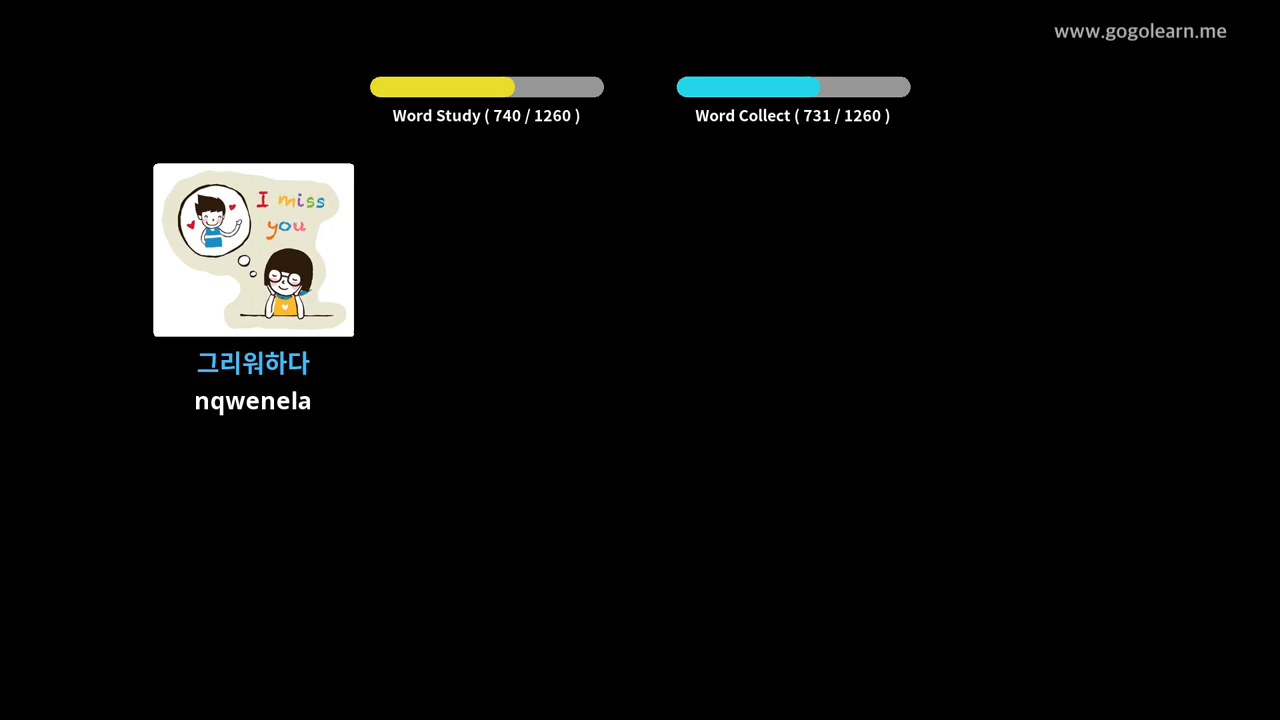 www.gogolearn.me
Word Study ( 740 / 1260 )
Word Collect ( 731 / 1260 )
I miss
you
그리워하다
nqwenela